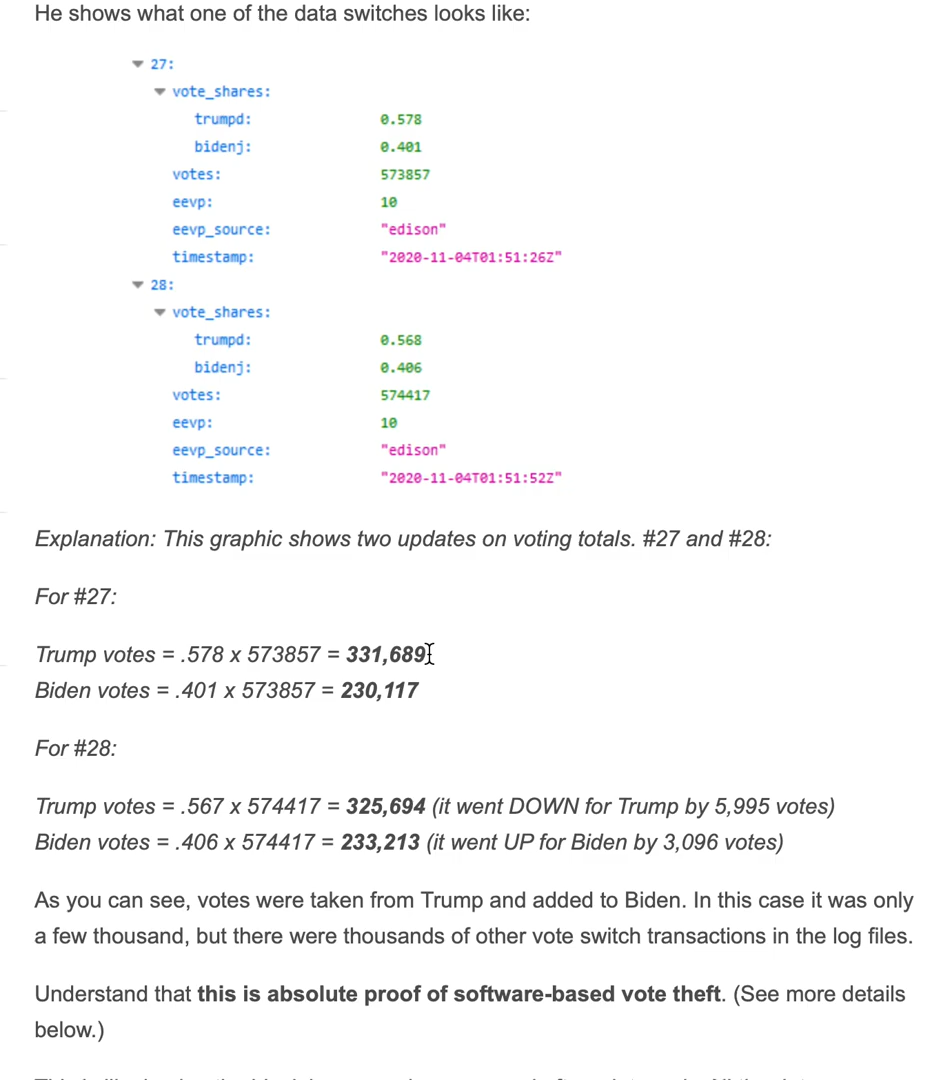 He shows what one of the data switches looks like:
27:
vote_shares:
trumpd: 0.578
bidenj: 0.401
votes: 573857
eevp: 10
eevp_source: "edison"
timestamp: "2020-11-04T01:51:26Z"
28:
vote_shares:
trumpd: 0.568
bidenj: 0.406
votes: 574417
eevp: 10
eevp_source: "edison"
timestamp: "2020-11-04T01:51:52Z"
Explanation: This graphic shows two updates on voting totals. #27 and #28:
For #27:
Trump votes = .578 x 573857 = 331,689
Biden votes = .401 x 573857 = 230,117
For #28:
Trump votes = .567 x 574417 = 325,694 (it went DOWN for Trump by 5,995 votes)
Biden votes = .406 x 574417 = 233,213 (it went UP for Biden by 3,096 votes)
As you can see, votes were taken from Trump and added to Biden. In this case it was only
a few thousand, but there were thousands of other vote switch transactions in the log files.
Understand that this is absolute proof of software-based vote theft. (See more details
below.)